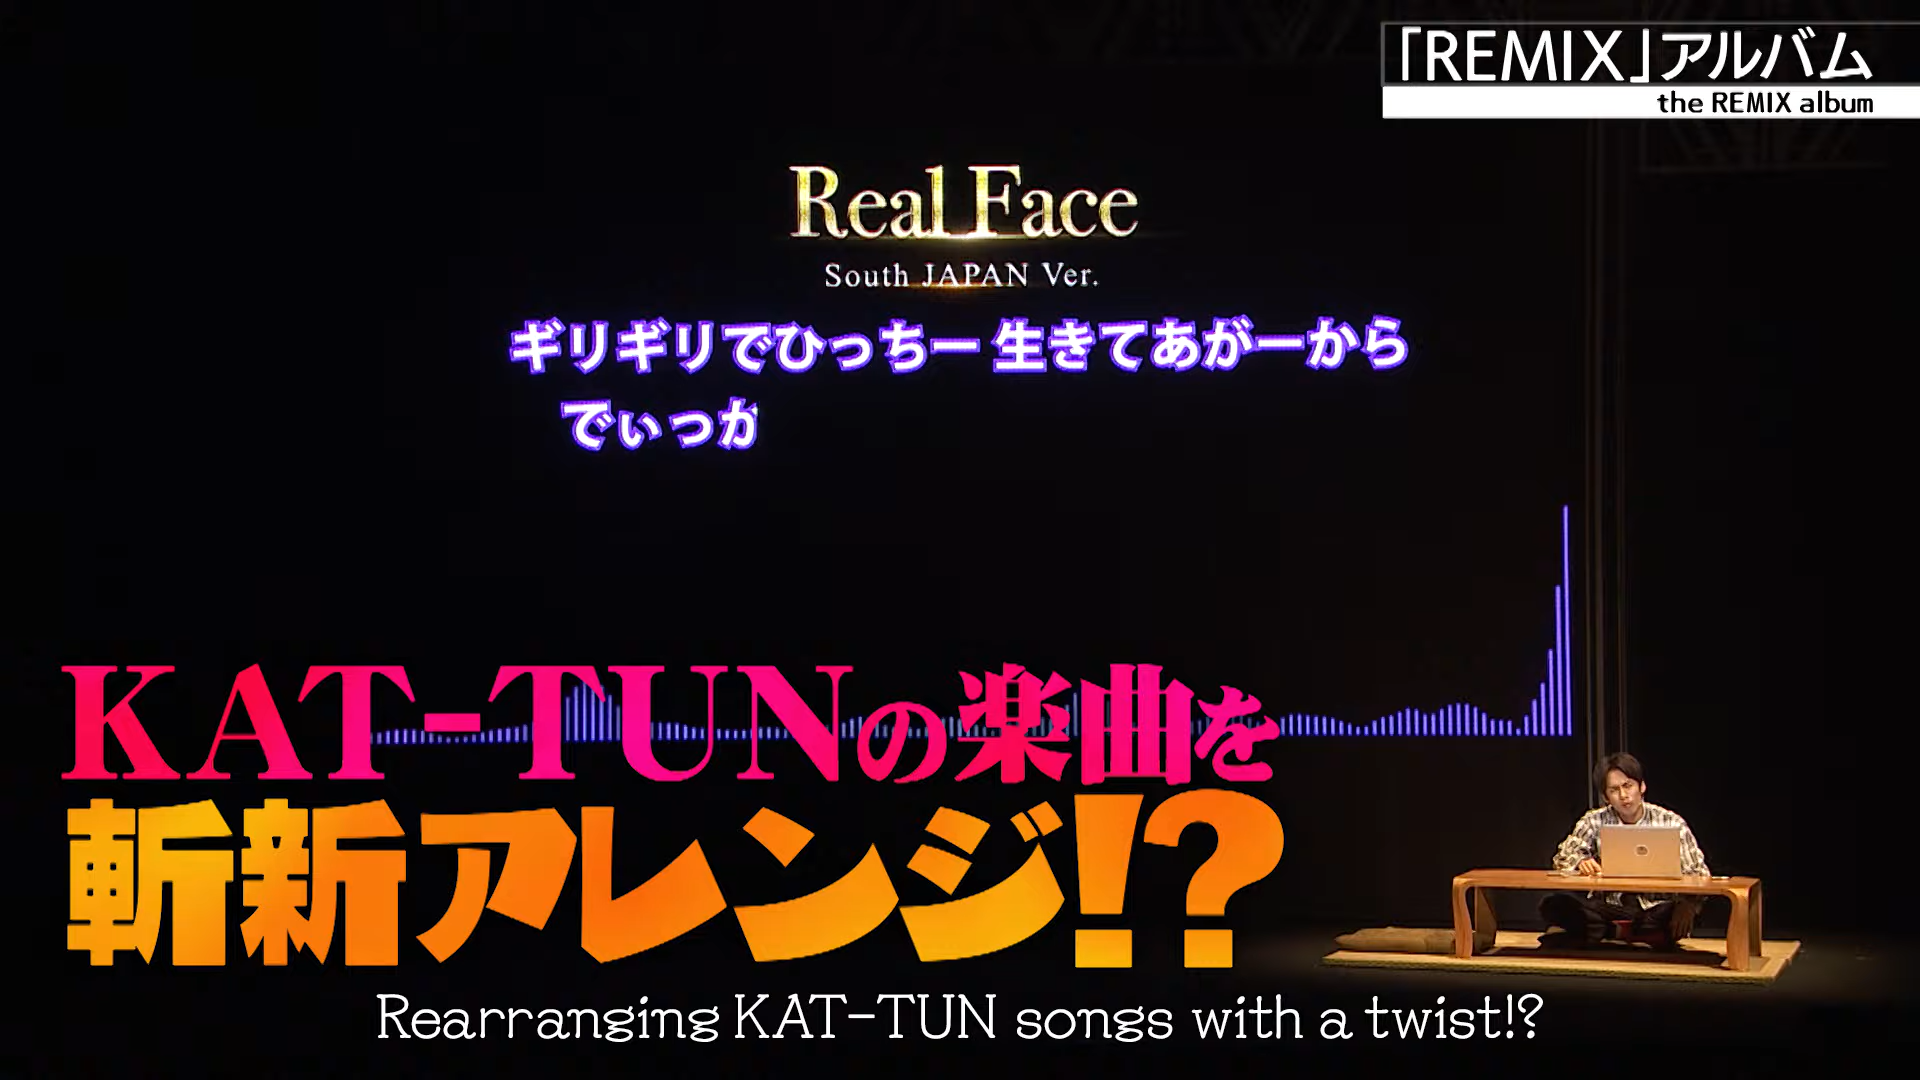 「REMIX」アルバム
the REMIX album
Real Face
South JAPAN Ver.
ギリギリでひっちー 生きてあがーから
でぃっか
KAT-TUNの楽曲を
斬新アレンジ!?
Rearranging KAT-TUN songs with a twist!?